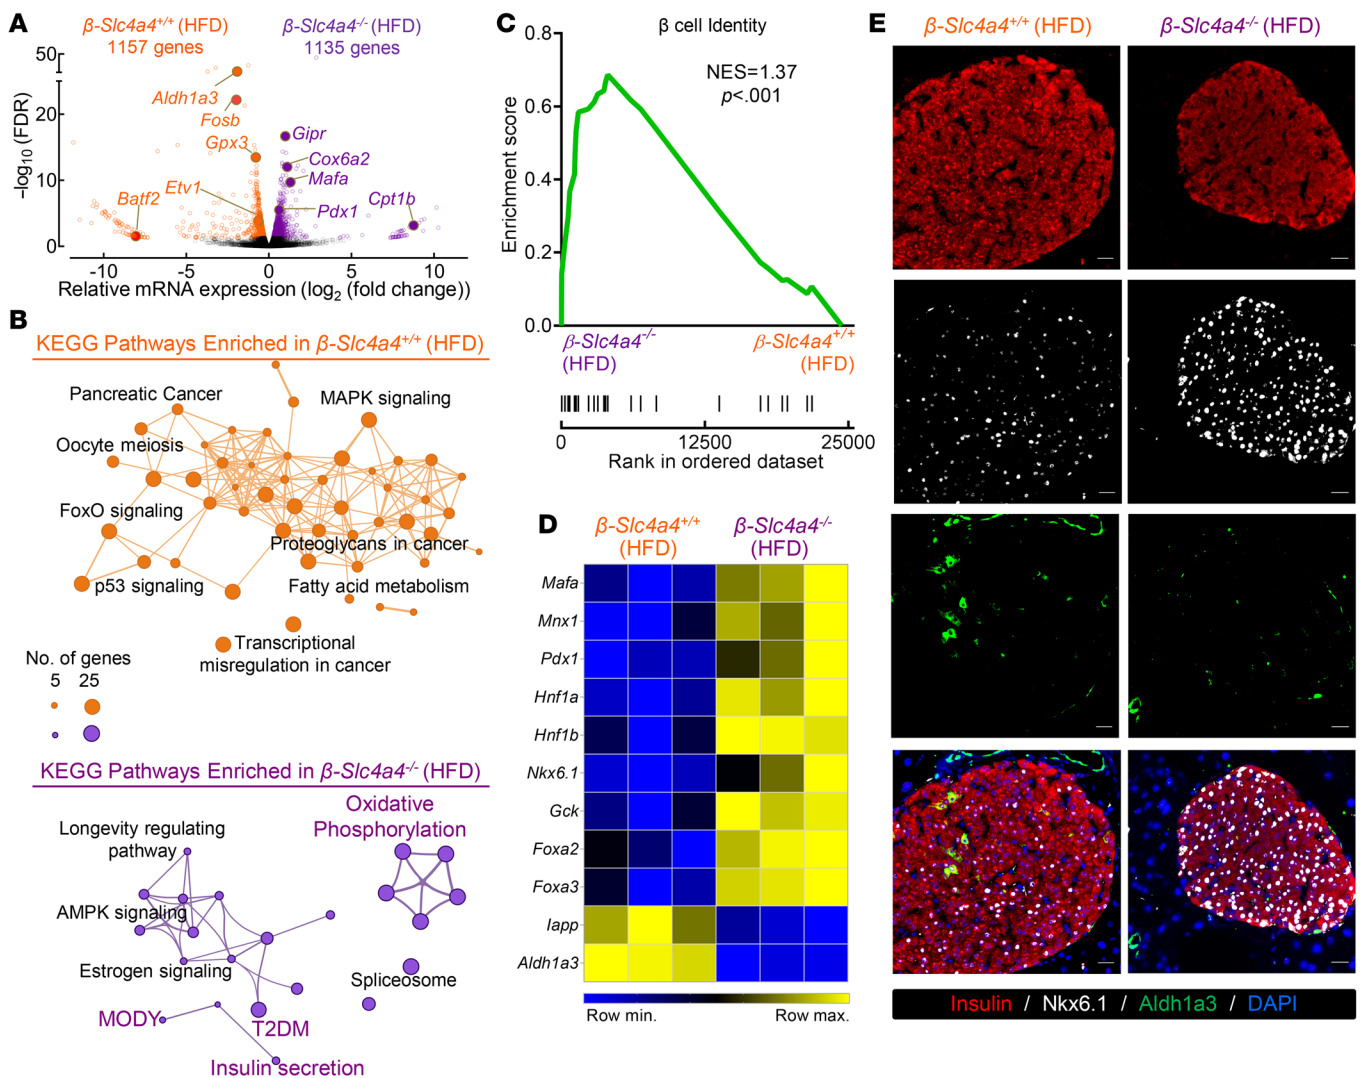 A
β-Slc4a4+/+ (HFD)
1157 genes
β-Slc4a4-/- (HFD)
1135 genes
50
20
10
0
-log10 (FDR)
Aldh1a3
Fosb
Gpx3
Etv1
Batf2
Gipr
Cox6a2
Mafa
Pdx1
Cpt1b
-10
-5
0
5
10
Relative mRNA expression (log2 (fold change))
B
KEGG Pathways Enriched in β-Slc4a4+/+ (HFD)
Pancreatic Cancer
MAPK signaling
Oocyte meiosis
FoxO signaling
Proteoglycans in cancer
p53 signaling
Fatty acid metabolism
Transcriptional
misregulation in cancer
No. of genes
5
25
KEGG Pathways Enriched in β-Slc4a4-/- (HFD)
Oxidative
Phosphorylation
Longevity regulating
pathway
AMPK signaling
Estrogen signaling
Spliceosome
MODY
T2DM
Insulin secretion
C
β cell Identity
NES=1.37
p<.001
0.8
0.6
0.4
0.2
0.0
Enrichment score
β-Slc4a4-/-
(HFD)
β-Slc4a4+/+
(HFD)
0
12500
25000
Rank in ordered dataset
D
β-Slc4a4+/+
(HFD)
β-Slc4a4-/-
(HFD)
Mafa
Mnx1
Pdx1
Hnf1a
Hnf1b
Nkx6.1
Gck
Foxa2
Foxa3
Iapp
Aldh1a3
Row min.
Row max.
E
β-Slc4a4+/+ (HFD)
β-Slc4a4-/- (HFD)
Insulin / Nkx6.1 / Aldh1a3 / DAPI